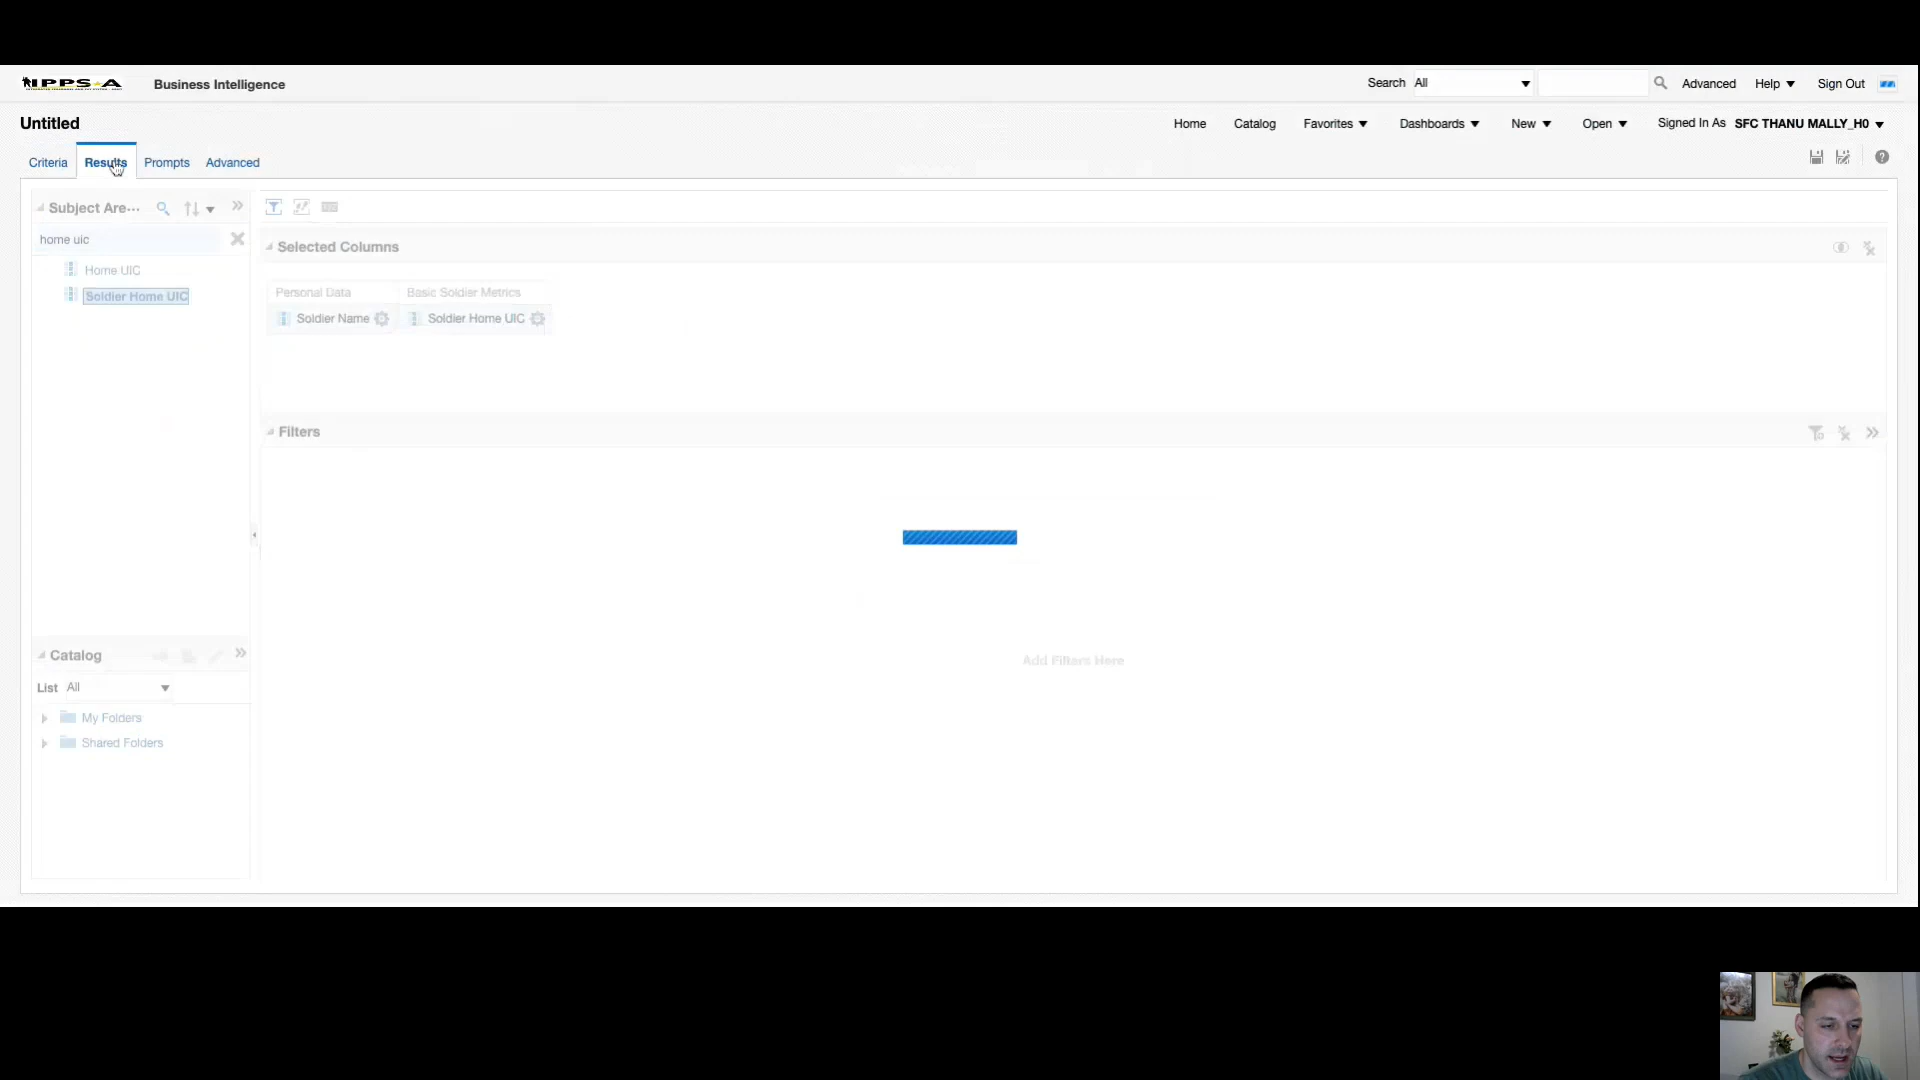 IPPS-A Business Intelligence Search All Advanced Help Sign Out
Untitled Home Catalog Favorites Dashboards New Open Signed In As SFC THANU MALLY_H0
Criteria Results Prompts Advanced
Subject Are...
home uic
Home UIC
Soldier Home UIC
Selected Columns
Personal Data Basic Soldier Metrics
Soldier Name Soldier Home UIC
Filters
Add Filters Here
Catalog
List All
My Folders
Shared Folders